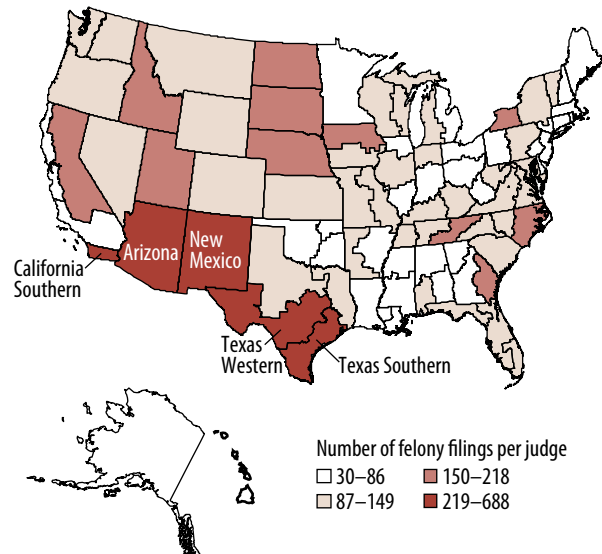 Arizona
New
Mexico
California
Southern
Texas
Western
Texas Southern
Number of felony filings per judge
30–86
150–218
87–149
219–688